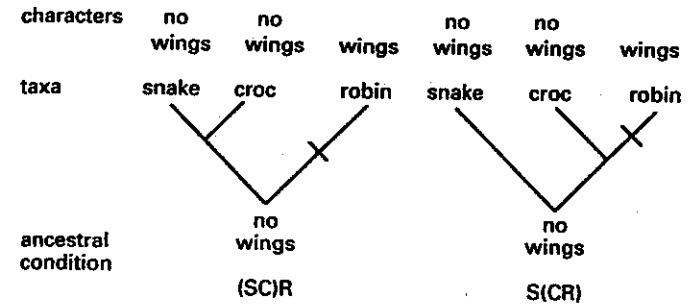 characters no no no no
wings wings wings wings wings wings
taxa snake croc robin snake croc robin
no no
wings wings
ancestral
condition
(SC)R S(CR)